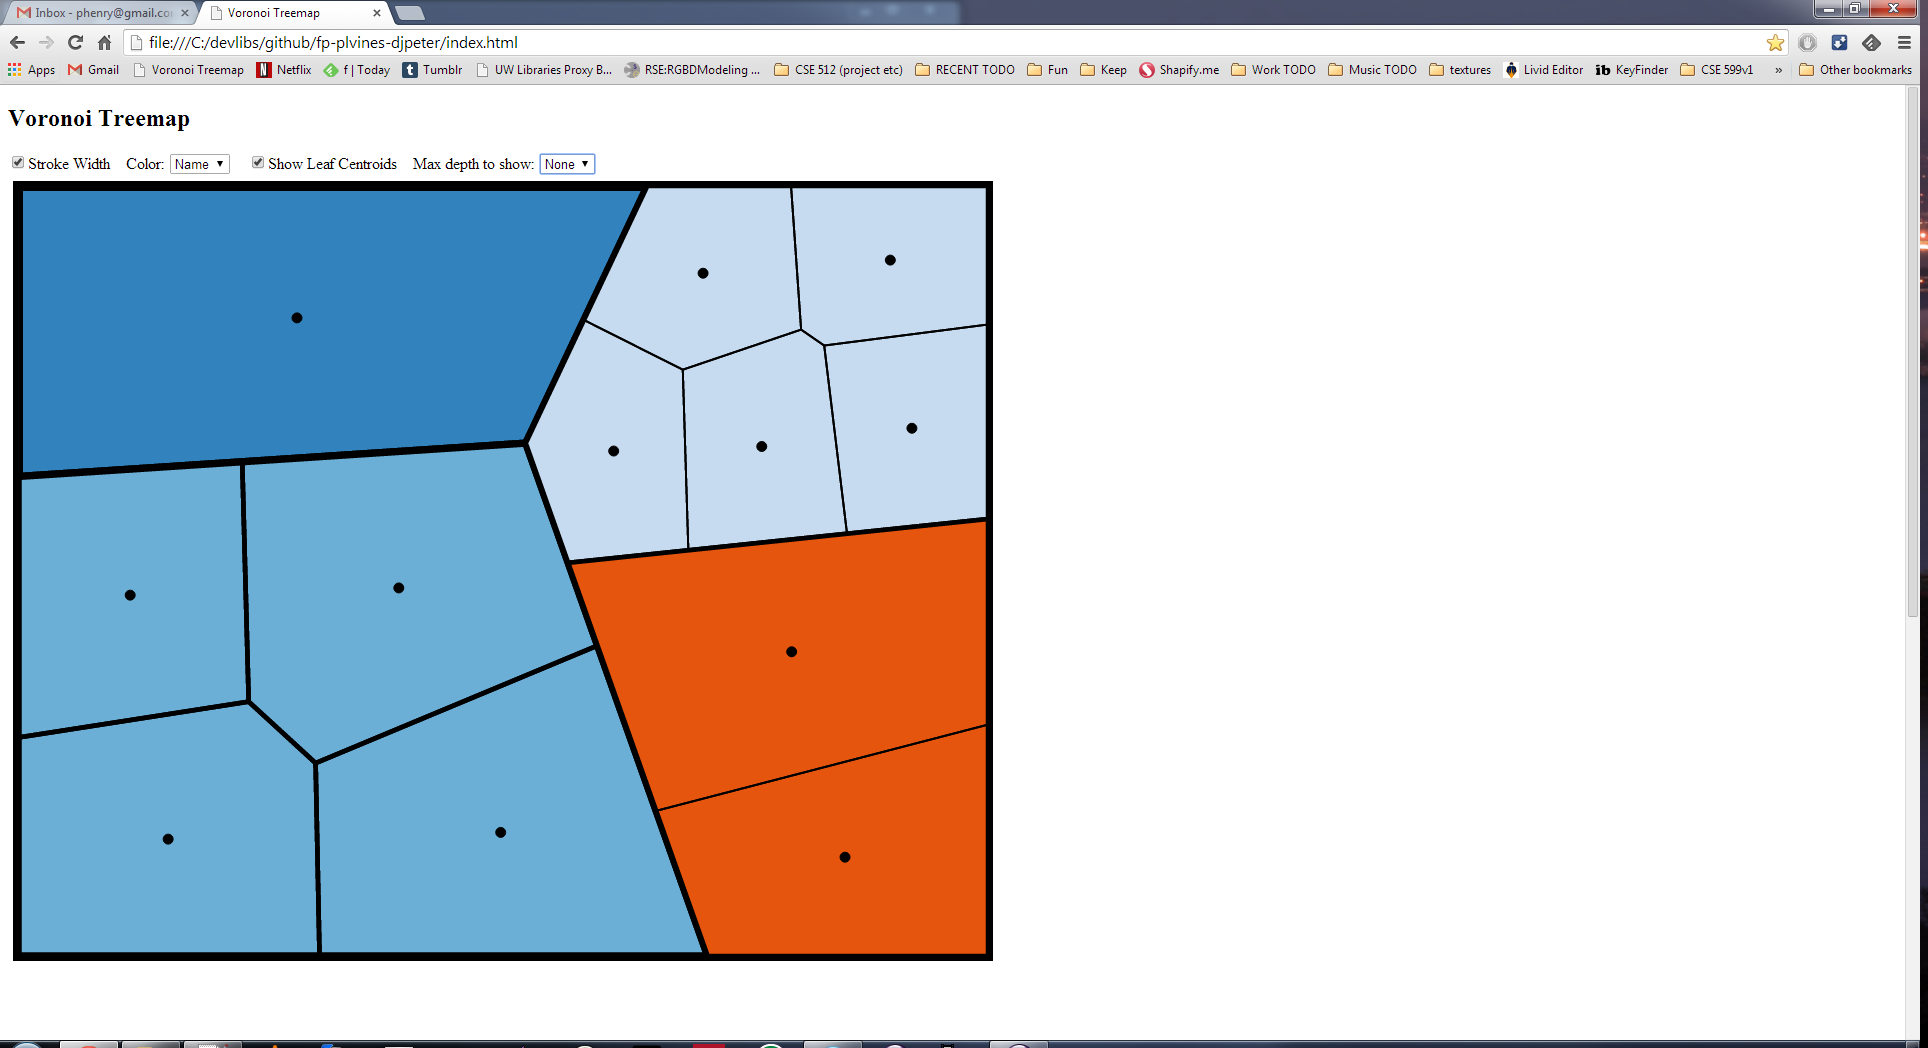 Inbox - phenry@gmail.co
Voronoi Treemap
file:///C:/devlibs/github/fp-plvines-djpeter/index.html
Apps Gmail Voronoi Treemap Netflix f | Today Tumblr UW Libraries Proxy B... RSE:RGBDModeling ... CSE 512 (project etc) RECENT TODO Fun Keep Shapify.me Work TODO Music TODO textures Livid Editor KeyFinder CSE 599v1 » Other bookmarks
Voronoi Treemap
Stroke Width Color: Name Show Leaf Centroids Max depth to show: None